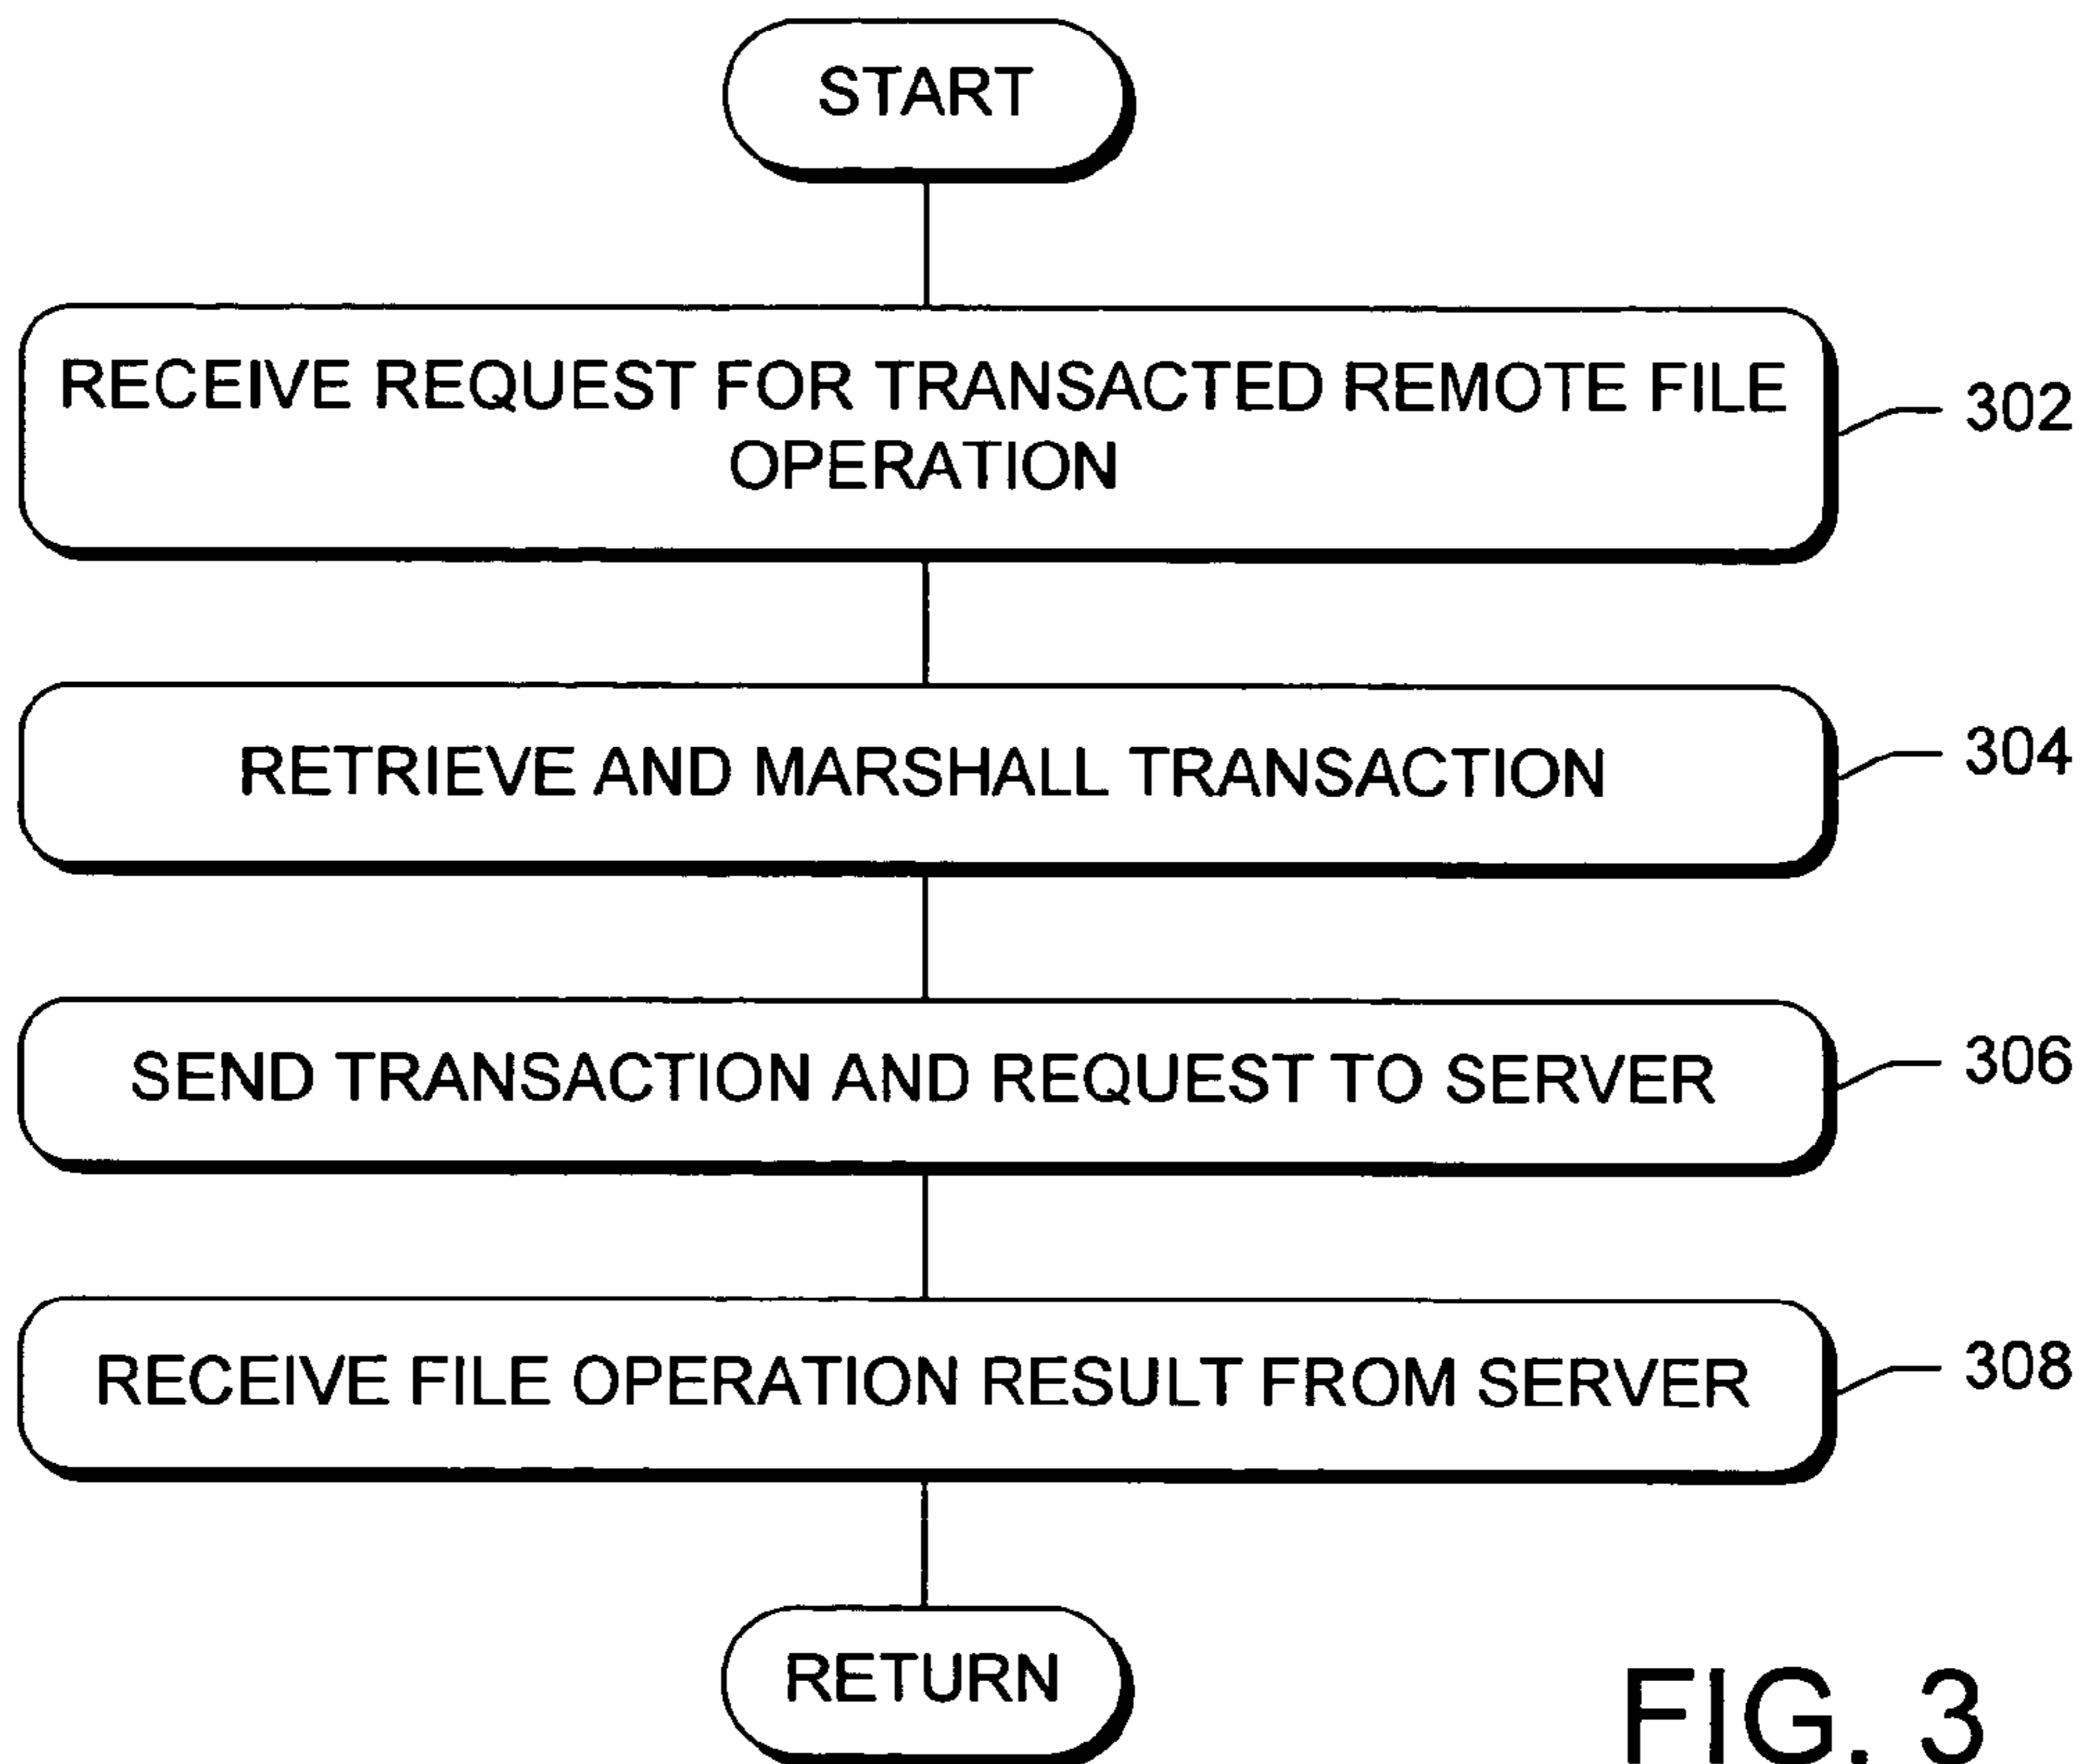 START
RECEIVE REQUEST FOR TRANSACTED REMOTE FILE
OPERATION
302
RETRIEVE AND MARSHALL TRANSACTION
304
SEND TRANSACTION AND REQUEST TO SERVER
306
RECEIVE FILE OPERATION RESULT FROM SERVER
308
RETURN
FIG. 3